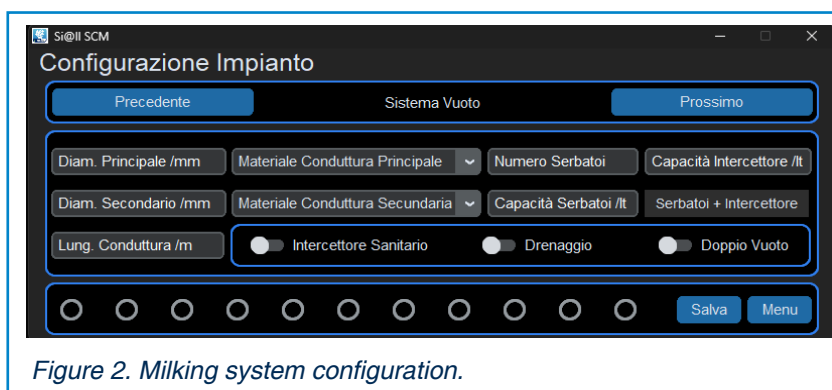 Si@ll SCM
Configurazione Impianto
Precedente Sistema Vuoto Prossimo
Diam. Principale /mm Materiale Conduttura Principale Numero Serbatoi Capacità Intercettore /lt
Diam. Secondario /mm Materiale Conduttura Secundaria Capacità Serbatoi /lt Serbatoi + Intercettore
Lung. Conduttura /m Intercettore Sanitario Drenaggio Doppio Vuoto
Salva Menu
Figure 2. Milking system configuration.